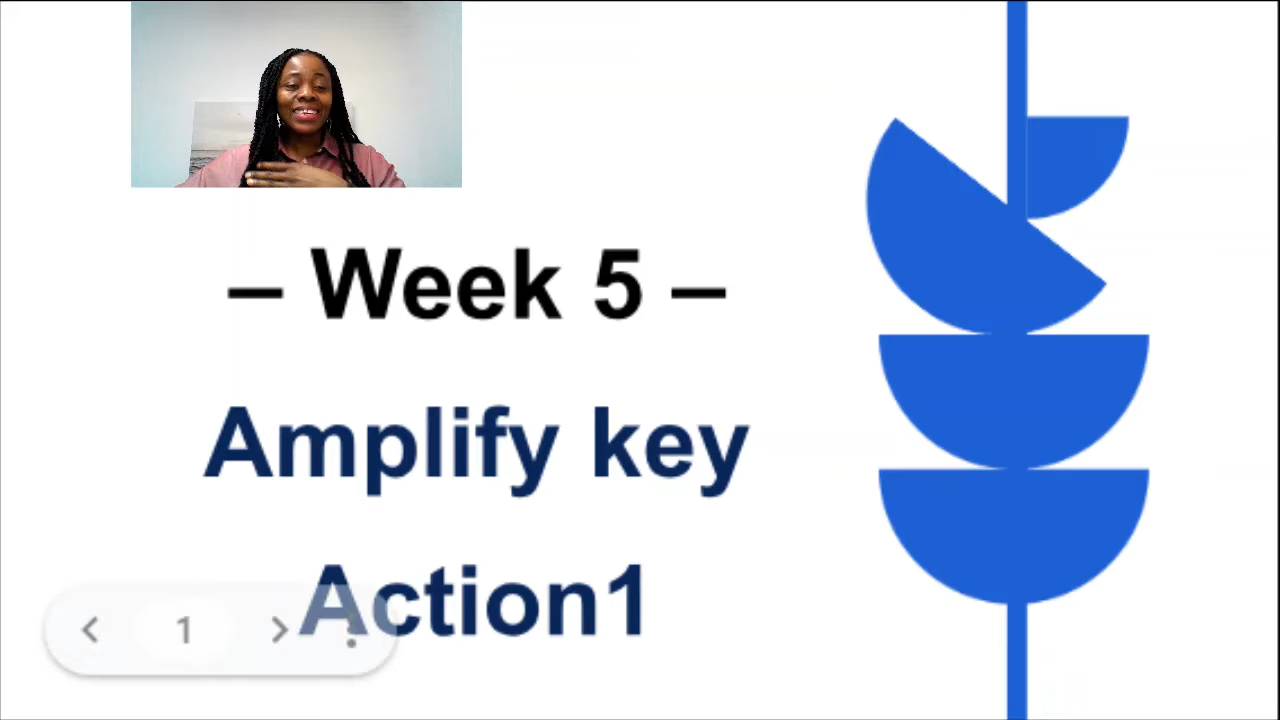 – Week 5 –
Amplify key
Action1
1